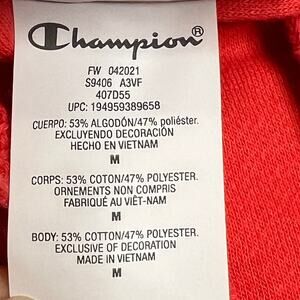 Champion®
FW 042021
S9406 A3VF
407D55
UPC: 194959389658
CUERPO: 53% ALGODÓN/47% poliéster.
EXCLUYENDO DECORACIÓN
HECHO EN VIETNAM
M
CORPS: 53% COTON/47% POLYESTER.
ORNEMENTS NON COMPRIS
FABRIQUÉ AU VIÊT-NAM
M
BODY: 53% COTTON/47% POLYESTER.
EXCLUSIVE OF DECORATION
MADE IN VIETNAM
M